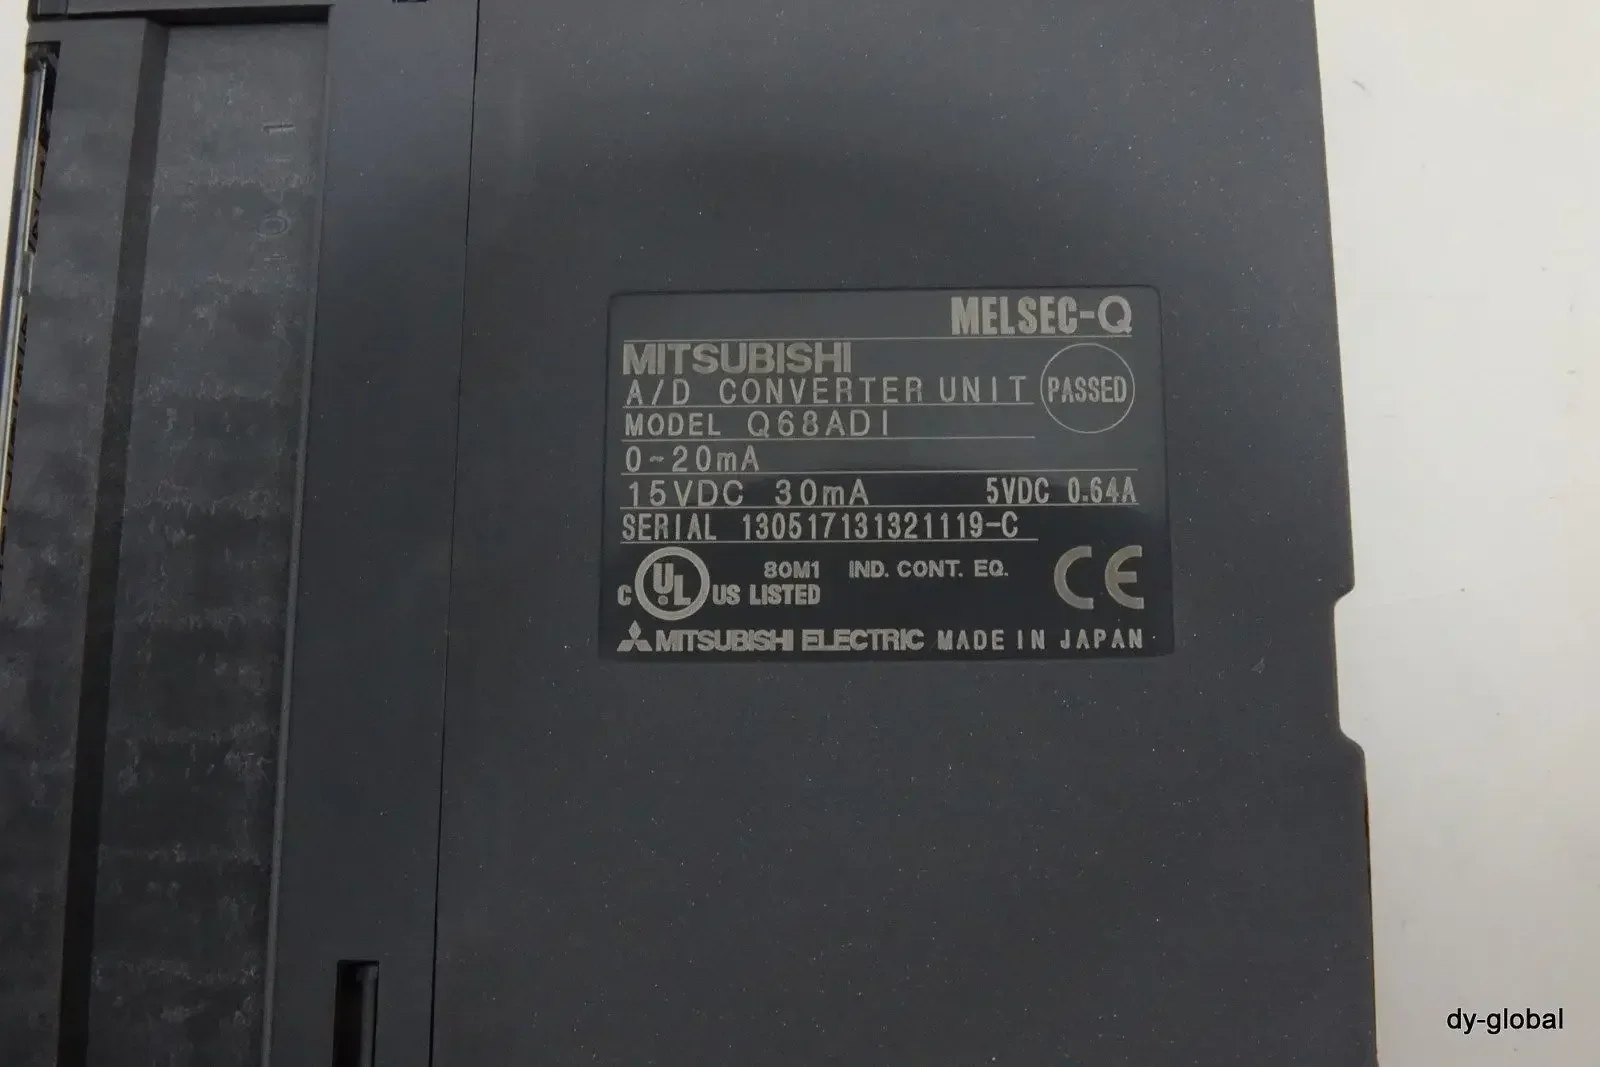 MELSEC-Q
MITSUBISHI
A/D CONVERTER UNIT
PASSED
MODEL Q68ADI
0~20mA
15VDC 30mA 5VDC 0.64A
SERIAL 130517131321119-C
80M1 IND. CONT. EQ.
C UL US LISTED
CE
MITSUBISHI ELECTRIC MADE IN JAPAN
dy-global